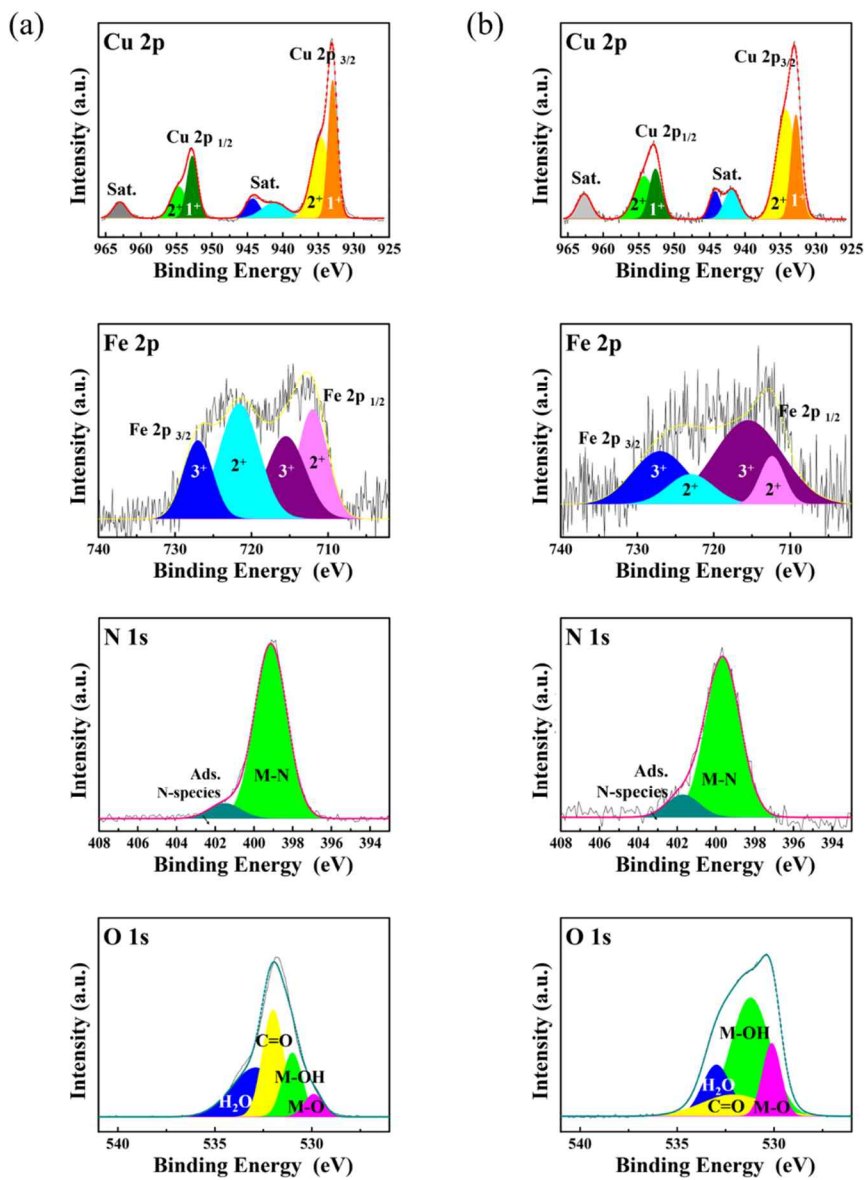 (a)
Cu 2p
Cu 2p 3/2
Cu 2p 1/2
Sat.
Sat.
2+
1+
2+
1+
Intensity (a.u.)
965 960 955 950 945 940 935 930 925
Binding Energy (eV)
(b)
Cu 2p
Cu 2p3/2
Cu 2p1/2
Sat.
Sat.
2+
1+
2+
1+
Intensity (a.u.)
965 960 955 950 945 940 935 930 925
Binding Energy (eV)
Fe 2p
Fe 2p 1/2
Fe 2p 3/2
3+
2+
3+
2+
Intensity (a.u.)
740 730 720 710
Binding Energy (eV)
Fe 2p
Fe 2p 1/2
Fe 2p 3/2
3+
2+
3+
2+
Intensity (a.u.)
740 730 720 710
Binding Energy (eV)
N 1s
Ads.
N-species
M-N
Intensity (a.u.)
408 406 404 402 400 398 396 394
Binding Energy (eV)
N 1s
Ads.
N-species
M-N
Intensity (a.u.)
408 406 404 402 400 398 396 394
Binding Energy (eV)
O 1s
C=O
M-OH
H2O
M-O
Intensity (a.u.)
540 535 530
Binding Energy (eV)
O 1s
M-OH
H2O
C=O
M-O
Intensity (a.u.)
540 535 530
Binding Energy (eV)